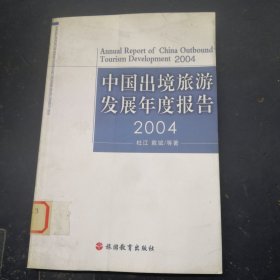 Annual Report of China Outbound
Tourism Development 2004
中国出境旅游
发展年度报告
2004
杜江 戴斌/等著
旅游教育出版社